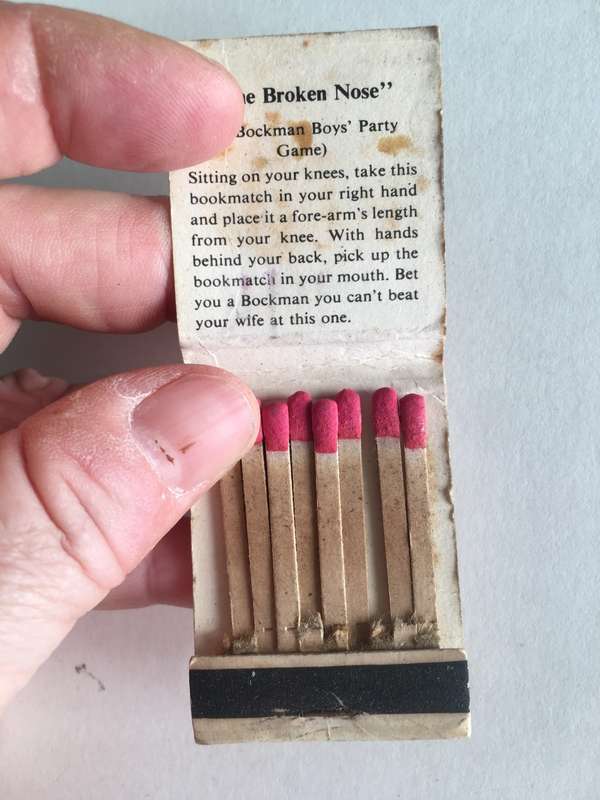 e Broken Nose”
Bockman Boys’ Party
Game)
Sitting on your knees, take this
bookmatch in your right hand
and place it a fore-arm’s length
from your knee. With hands
behind your back, pick up the
bookmatch in your mouth. Bet
you a Bockman you can’t beat
your wife at this one.